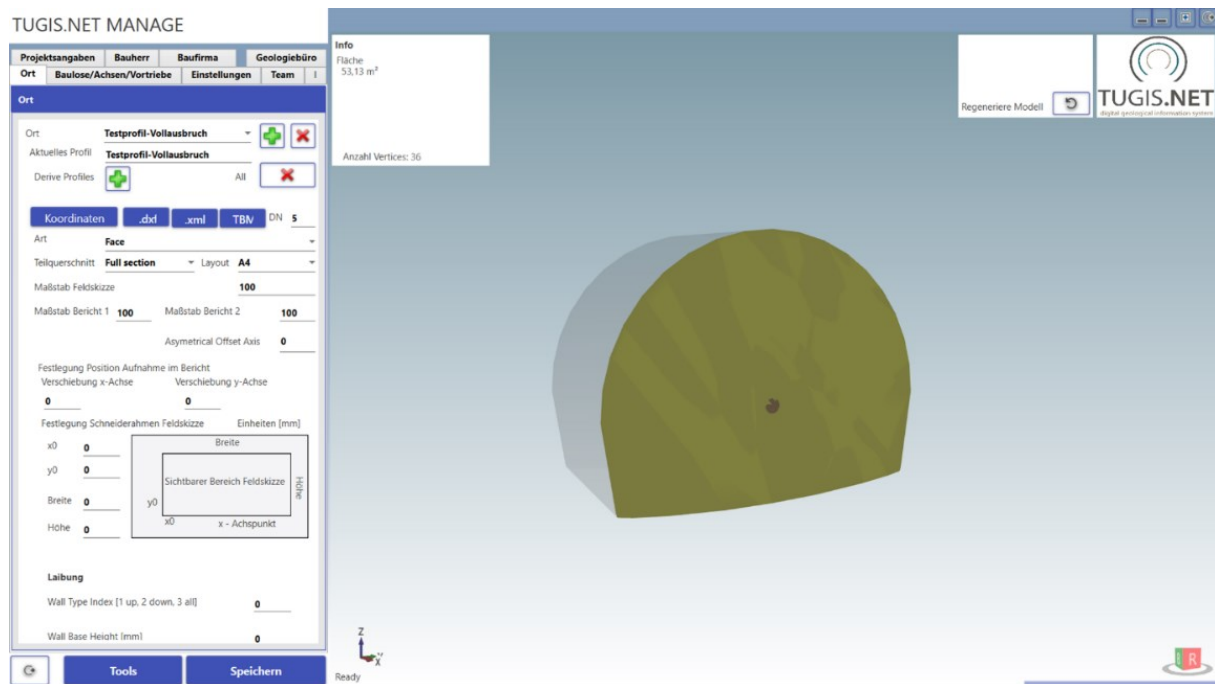 TUGIS.NET MANAGE
Projektsangaben Bauherr Baufirma Geologiebüro
Ort Baulose/Achsen/Vortriebe Einstellungen Team
Ort
Ort Testprofil-Vollausbruch
Aktuelles Profil Testprofil-Vollausbruch
Derive Profiles All
Koordinaten .dxf .xml TBM DN 5
Art Face
Teilquerschnitt Full section Layout A4
Maßstab Feldskizze 100
Maßstab Bericht 1 100 Maßstab Bericht 2 100
Asymetrical Offset Axis 0
Festlegung Position Aufnahme im Bericht
Verschiebung x-Achse Verschiebung y-Achse
0 0
Festlegung Schneiderahmen Feldskizze Einheiten [mm]
x0 0
y0 0
Breite 0
Höhe 0
Breite
Sichtbarer Bereich Feldskizze
Höhe
y0
x0 x - Achspunkt
Laibung
Wall Type Index [1 up, 2 down, 3 all] 0
Wall Base Height [mm] 0
Tools Speichern
Info
Fläche
53,13 m²
Anzahl Vertices: 36
Regeneriere Modell
TUGIS.NET
digital geological information system
Z
X
Ready
R